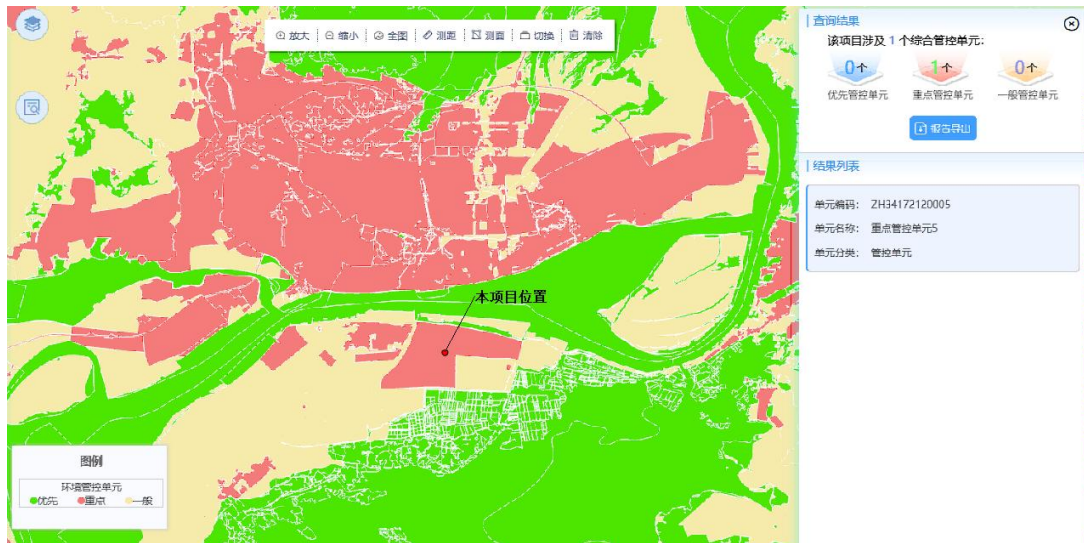 放大 缩小 全图 测距 测面 切换 清除
本项目位置
图例
环境管控单元
优先 重点 一般
查询结果
该项目涉及 1 个综合管控单元:
0个 1个 0个
优先管控单元 重点管控单元 一般管控单元
报告导出
结果列表
单元编码: ZH34172120005
单元名称: 重点管控单元5
单元分类: 管控单元